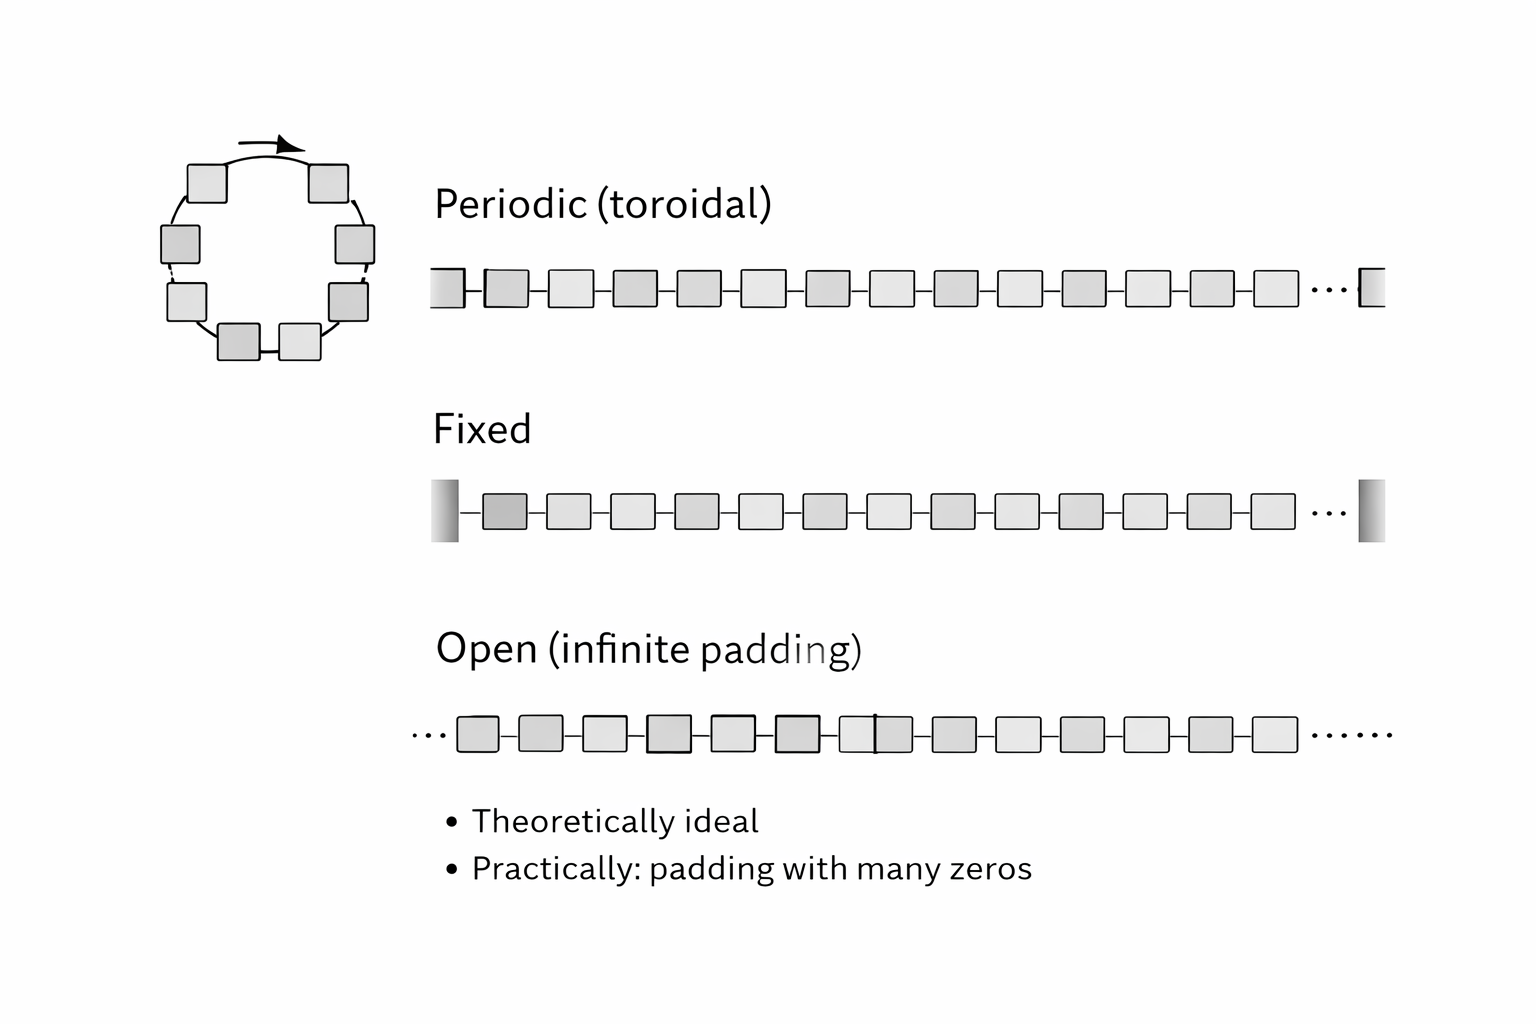 Periodic (toroidal)
Fixed
Open (infinite padding)
• Theoretically ideal
• Practically: padding with many zeros